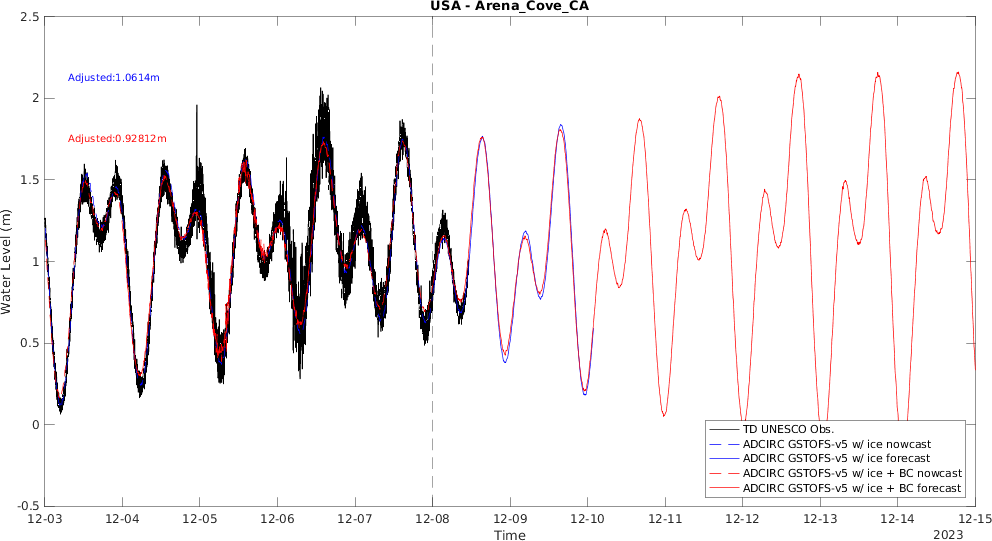 USA - Arena_Cove_CA
2.5
2
1.5
1
0.5
0
-0.5
Water Level (m)
Adjusted:1.0614m
Adjusted:0.92812m
TD UNESCO Obs.
ADCIRC GSTOFS-v5 w/ ice nowcast
ADCIRC GSTOFS-v5 w/ ice forecast
ADCIRC GSTOFS-v5 w/ ice + BC nowcast
ADCIRC GSTOFS-v5 w/ ice + BC forecast
12-03 12-04 12-05 12-06 12-07 12-08 12-09 12-10 12-11 12-12 12-13 12-14 12-15
Time
2023